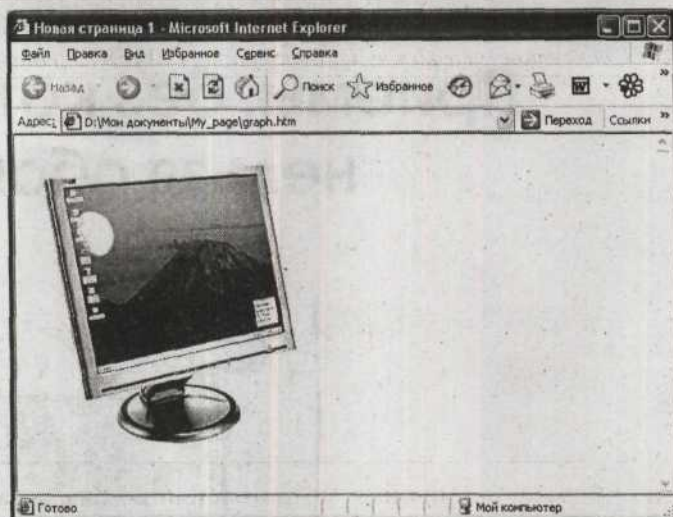 Новая страница 1 - Microsoft Internet Explorer
Файл Правка Вид Избранное Сервис Справка
Назад Поиск Избранное W »
Адрес: D:\Мои документы\My_page\graph.htm Переход Ссылки »
Готово Мой компьютер